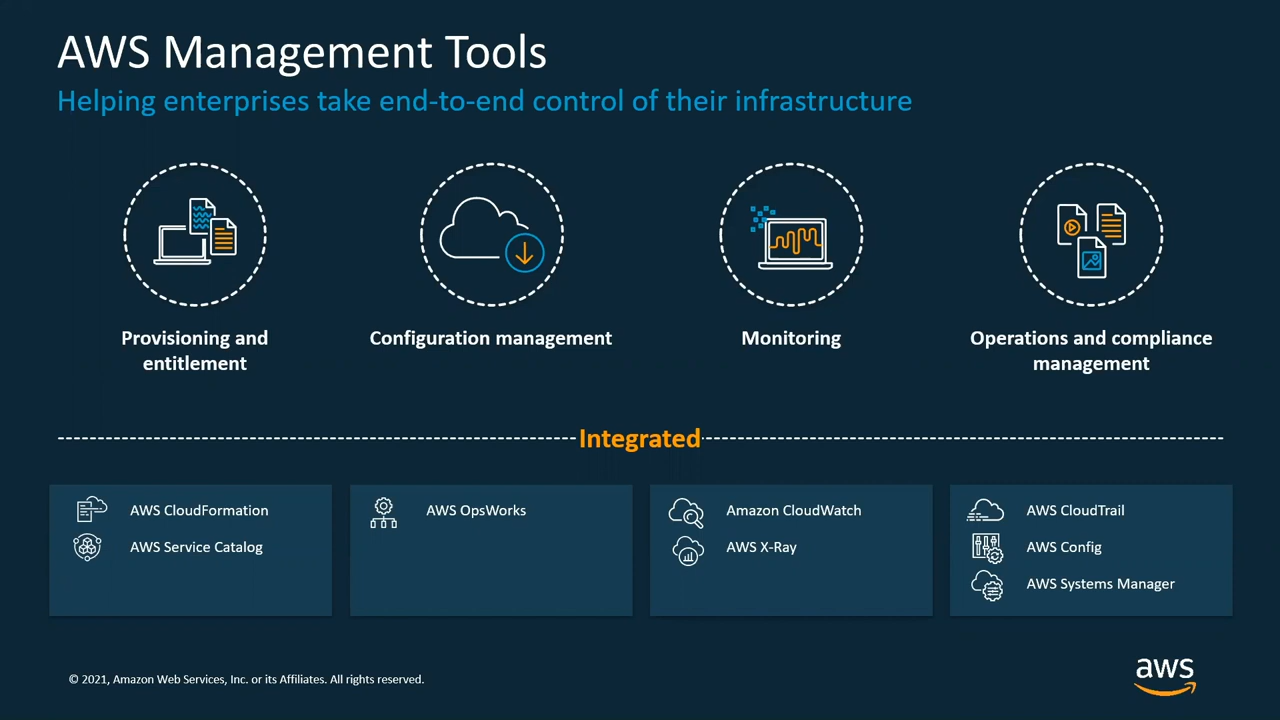 AWS Management Tools
Helping enterprises take end-to-end control of their infrastructure
Provisioning and
entitlement
Configuration management
Monitoring
Operations and compliance
management
Integrated
AWS CloudFormation
AWS Service Catalog
AWS OpsWorks
Amazon CloudWatch
AWS X-Ray
AWS CloudTrail
AWS Config
AWS Systems Manager
© 2021, Amazon Web Services, Inc. or its Affiliates. All rights reserved.
aws